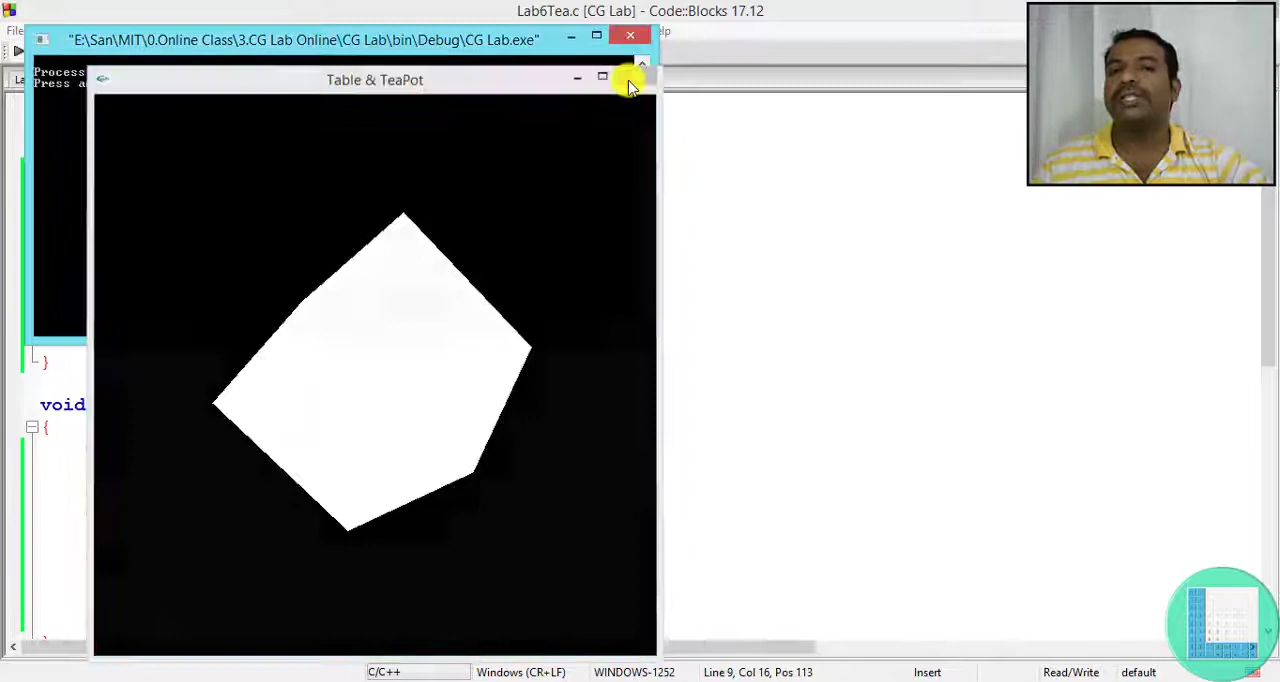 Lab6Tea.c [CG Lab] - Code::Blocks 17.12
"E:\San\MIT\0.Online Class\3.CG Lab Online\CG Lab\bin\Debug\CG Lab.exe"
Process
Press a
Table & TeaPot
}
void
{
C/C++ Windows (CR+LF) WINDOWS-1252 Line 9, Col 16, Pos 113 Insert Read/Write default